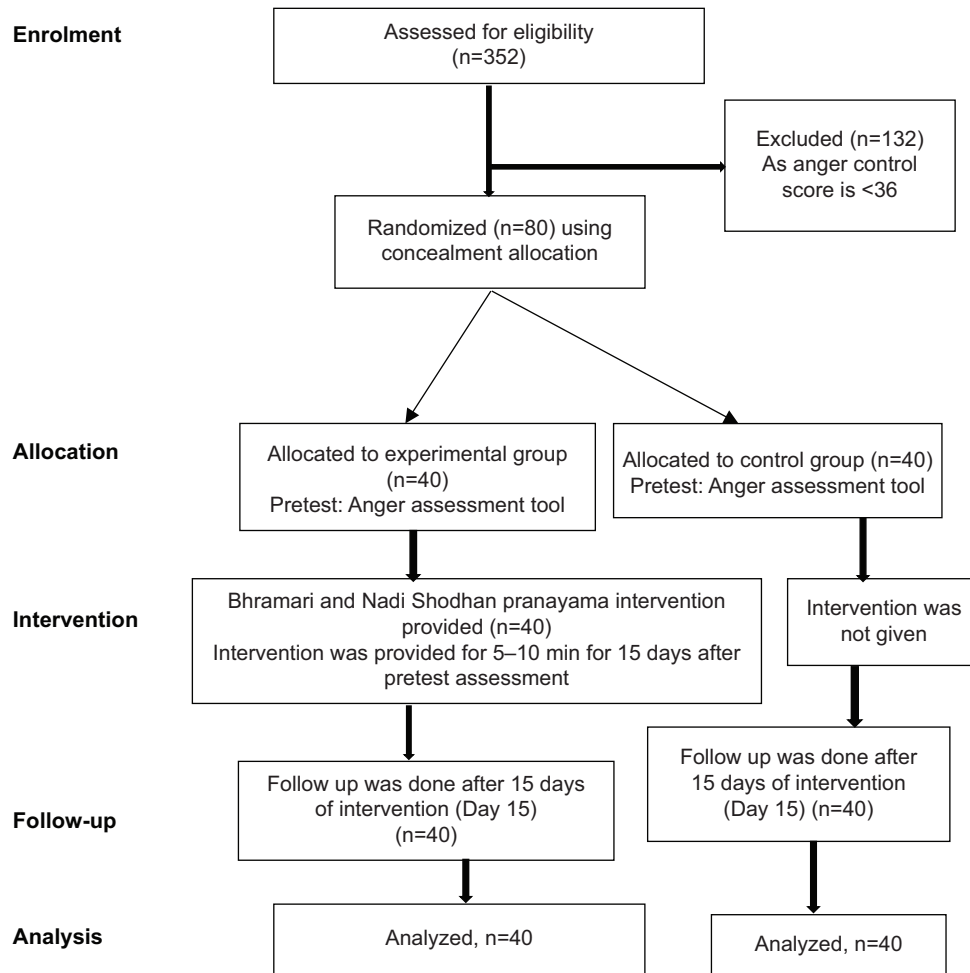 Enrolment
Assessed for eligibility
(n=352)
Excluded (n=132)
As anger control
score is <36
Randomized (n=80) using
concealment allocation
Allocation
Allocated to experimental group
(n=40)
Pretest: Anger assessment tool
Allocated to control group (n=40)
Pretest: Anger assessment tool
Intervention
Bhramari and Nadi Shodhan pranayama intervention
provided (n=40)
Intervention was provided for 5–10 min for 15 days after
pretest assessment
Intervention was
not given
Follow-up
Follow up was done after 15 days
of intervention (Day 15)
(n=40)
Follow up was done after
15 days of intervention
(Day 15) (n=40)
Analysis
Analyzed, n=40
Analyzed, n=40